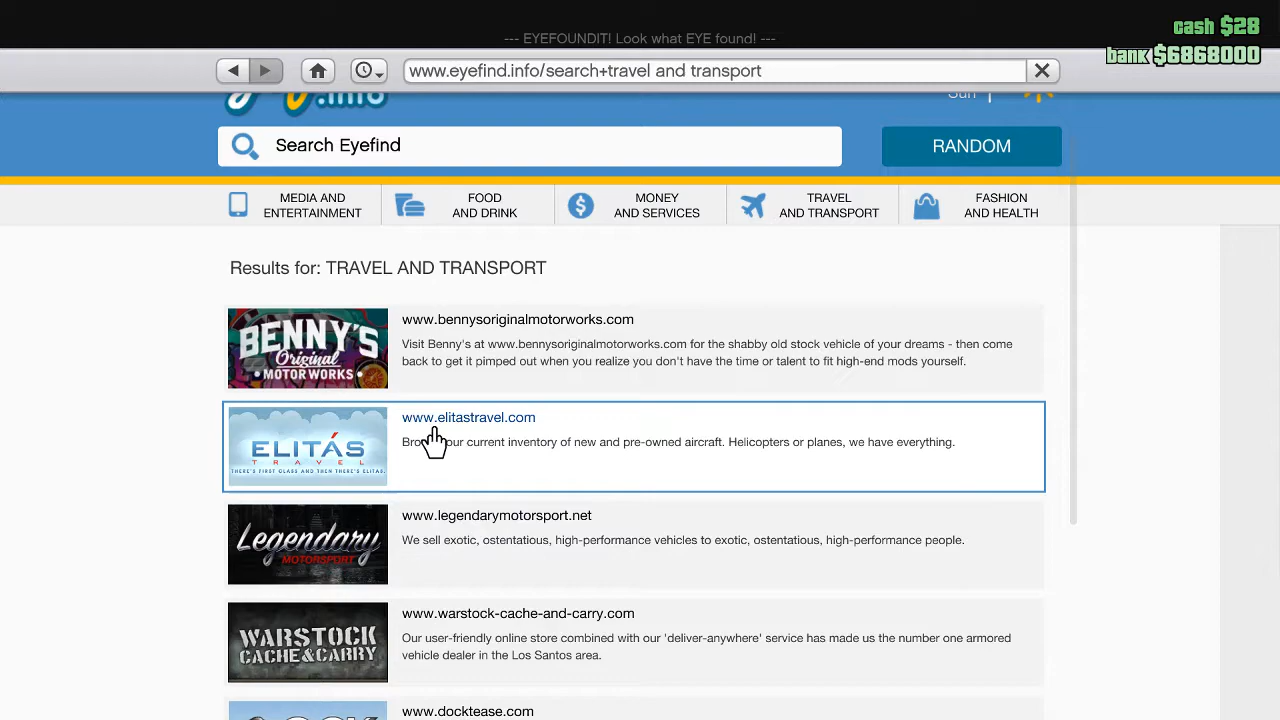 cash $28
--- EYEFOUNDIT! Look what EYE found! ---
bank $6868000
www.eyefind.info/search+travel and transport
.info
Sun
Search Eyefind
RANDOM
MEDIA AND
ENTERTAINMENT
FOOD
AND DRINK
MONEY
AND SERVICES
TRAVEL
AND TRANSPORT
FASHION
AND HEALTH
Results for: TRAVEL AND TRANSPORT
BENNY'S
Original
MOTOR WORKS
www.bennysoriginalmotorworks.com
Visit Benny's at www.bennysoriginalmotorworks.com for the shabby old stock vehicle of your dreams - then come
back to get it pimped out when you realize you don't have the time or talent to fit high-end mods yourself.
ELITÁS
TRAVEL
THERE'S FIRST CLASS AND THEN THERE'S ELITAS.
www.elitastravel.com
our current inventory of new and pre-owned aircraft. Helicopters or planes, we have everything.
Legendary
MOTORSPORT
www.legendarymotorsport.net
We sell exotic, ostentatious, high-performance vehicles to exotic, ostentatious, high-performance people.
WARSTOCK
CACHE&CARRY
www.warstock-cache-and-carry.com
Our user-friendly online store combined with our 'deliver-anywhere' service has made us the number one armored
vehicle dealer in the Los Santos area.
www.docktease.com